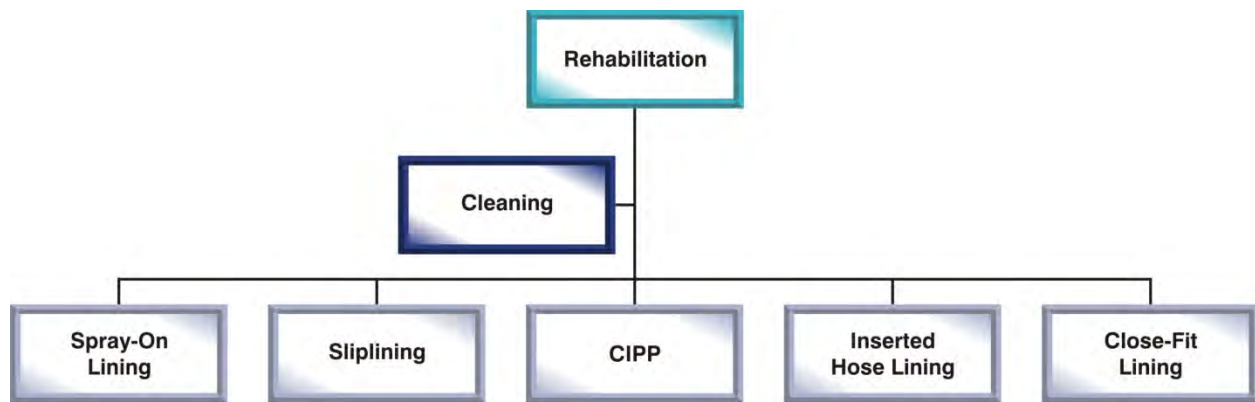 Rehabilitation
Cleaning
Spray-On
Lining
Sliplining
CIPP
Inserted
Hose Lining
Close-Fit
Lining